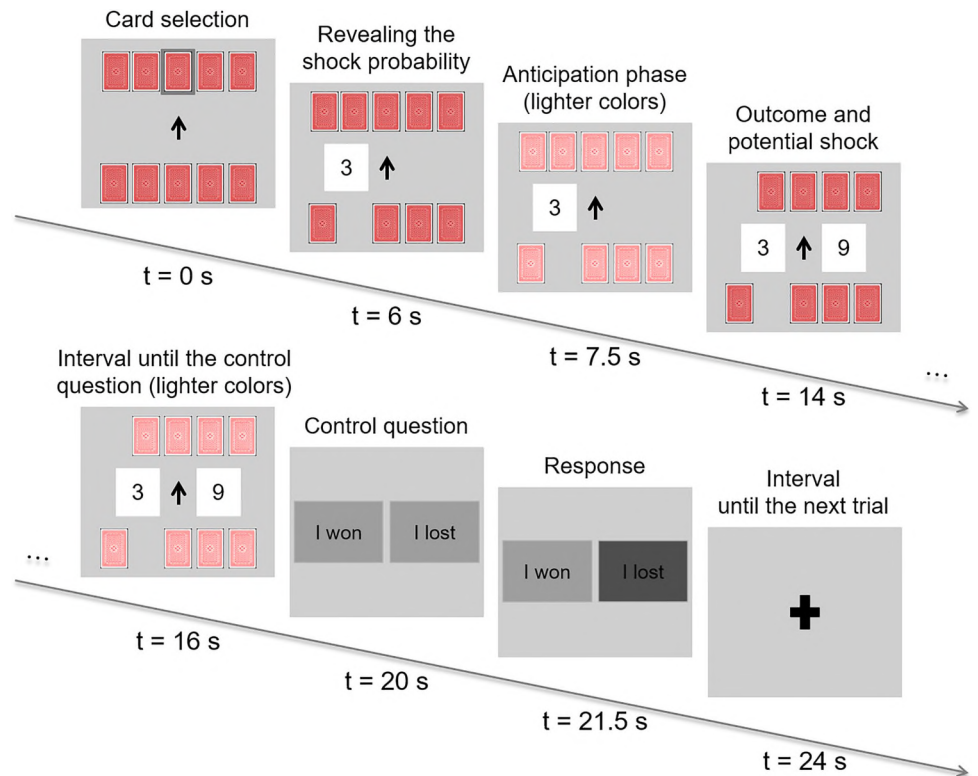 Card selection
Revealing the
shock probability
Anticipation phase
(lighter colors)
Outcome and
potential shock
3
3
3 9
t = 0 s
t = 6 s
t = 7.5 s
t = 14 s
...
Interval until the control
question (lighter colors)
Control question
Response
Interval
until the next trial
3 9
I won I lost
I won I lost
...
t = 16 s
t = 20 s
t = 21.5 s
t = 24 s